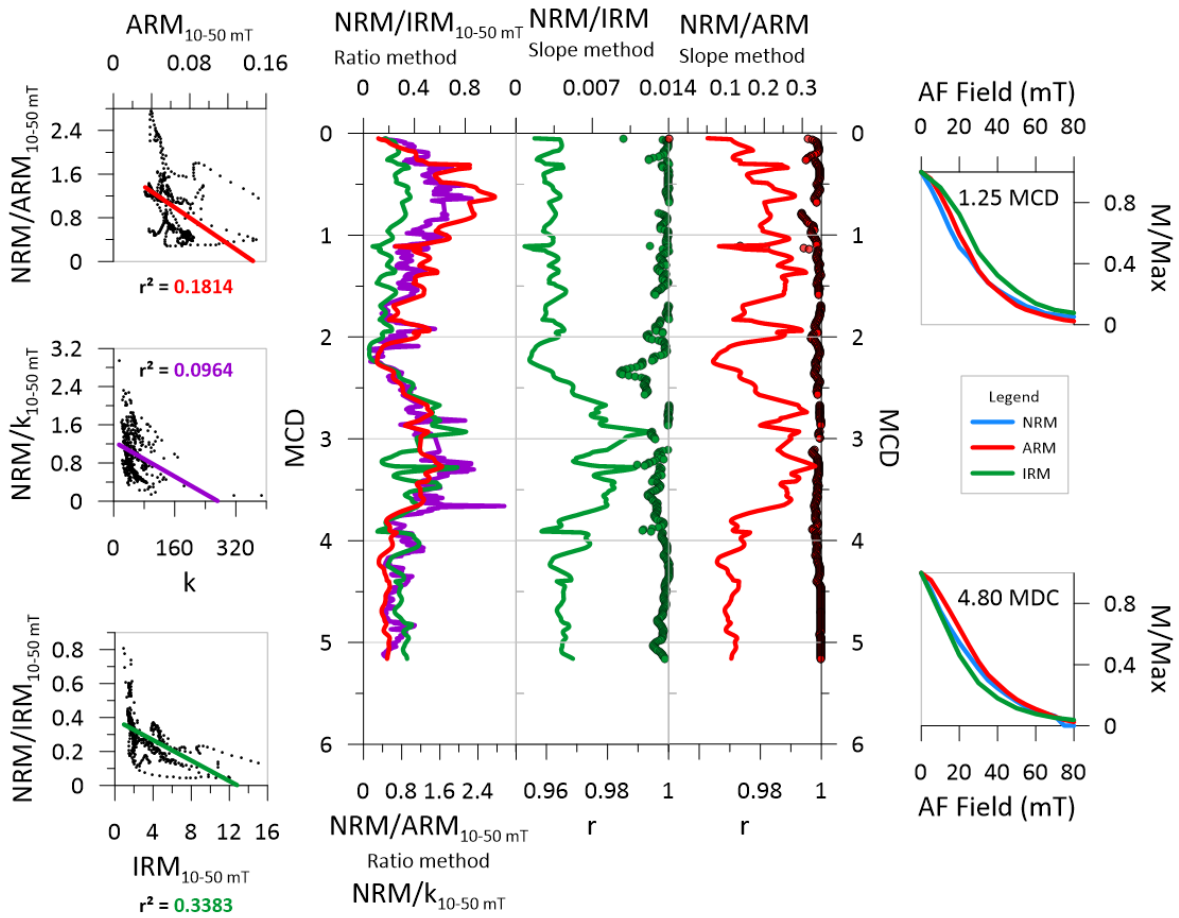 ARM10-50 mT
0 0.08 0.16
NRM/ARM10-50 mT
2.4
1.6
0.8
0
r² = 0.1814
NRM/k10-50 mT
3.2
2.4
1.6
0.8
0
r² = 0.0964
0 160 320
k
NRM/IRM10-50 mT
0.8
0.6
0.4
0.2
0
0 4 8 12 16
IRM10-50 mT
r² = 0.3383
NRM/IRM10-50 mT
Ratio method
0 0.4 0.8
NRM/IRM
Slope method
0 0.007 0.014
NRM/ARM
Slope method
0.1 0.2 0.3
MCD
0
1
2
3
4
5
6
0
1
2
3
4
5
6
MCD
0.8 1.6 2.4
NRM/ARM10-50 mT
Ratio method
NRM/k10-50 mT
0.96 0.98 1
r
0.98 1
r
AF Field (mT)
0 20 40 60 80
1.25 MCD
0.8
0.4
0
M/Max
Legend
NRM
ARM
IRM
4.80 MDC
0.8
0.4
0
M/Max
0 20 40 60 80
AF Field (mT)